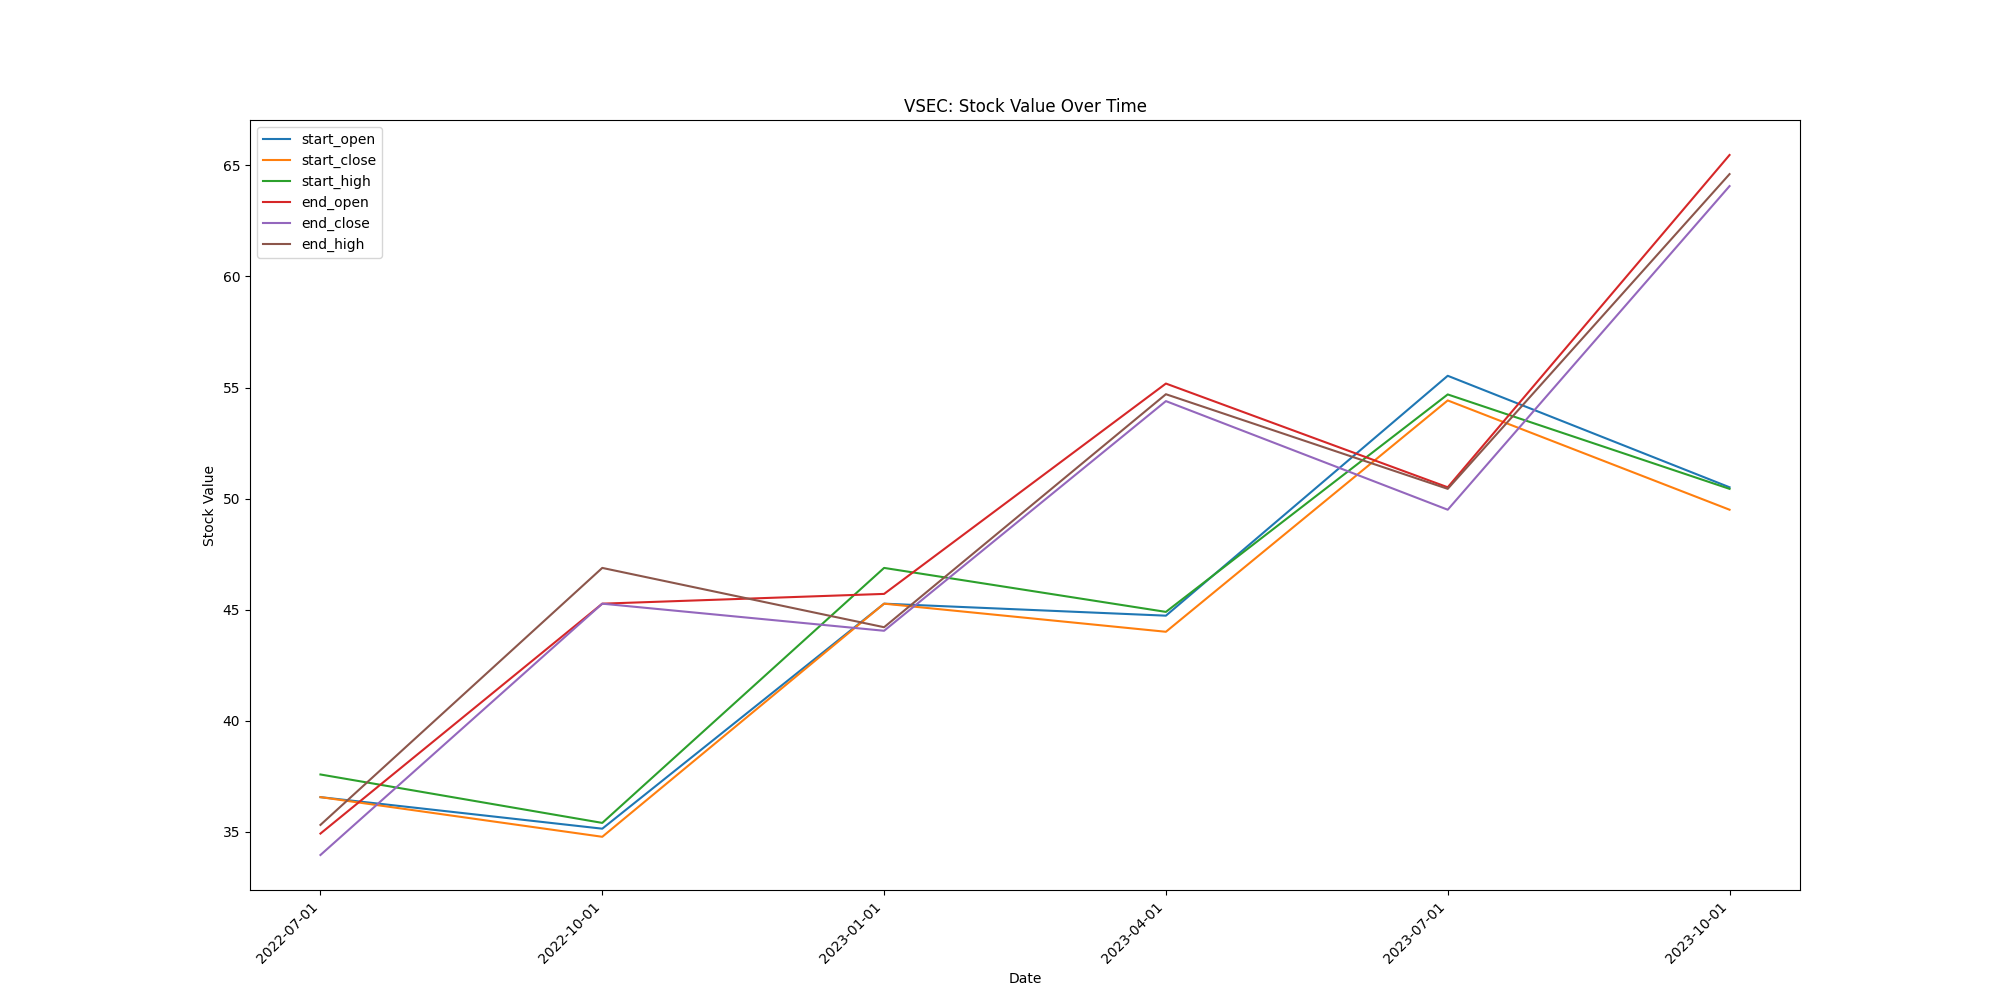 VSEC: Stock Value Over Time
start_open
start_close
start_high
end_open
end_close
end_high
65
60
55
50
45
40
35
Stock Value
2022-07-01
2022-10-01
2023-01-01
2023-04-01
2023-07-01
2023-10-01
Date